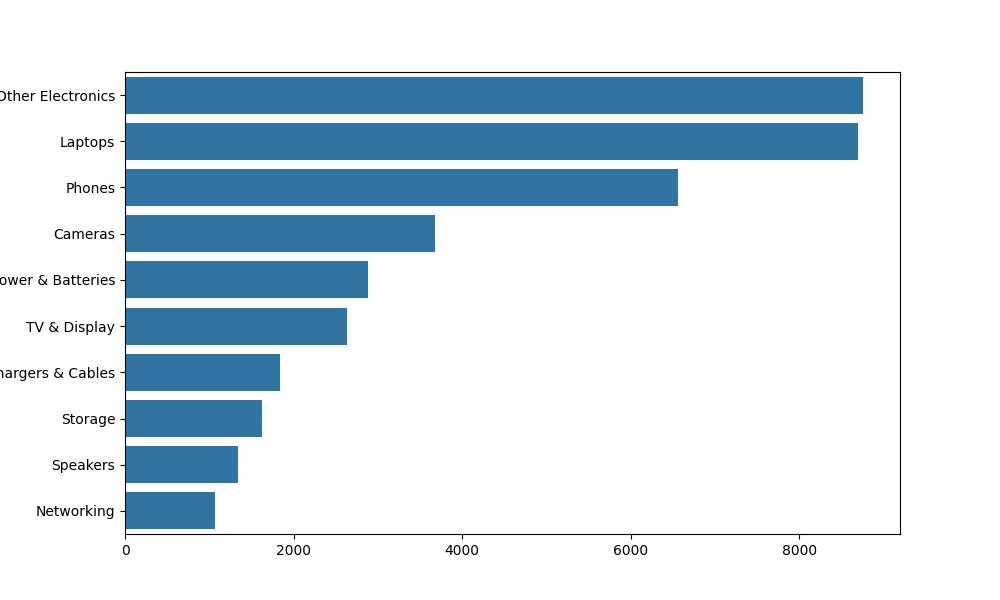 Other Electronics
Laptops
Phones
Cameras
ower & Batteries
TV & Display
hargers & Cables
Storage
Speakers
Networking
0 2000 4000 6000 8000